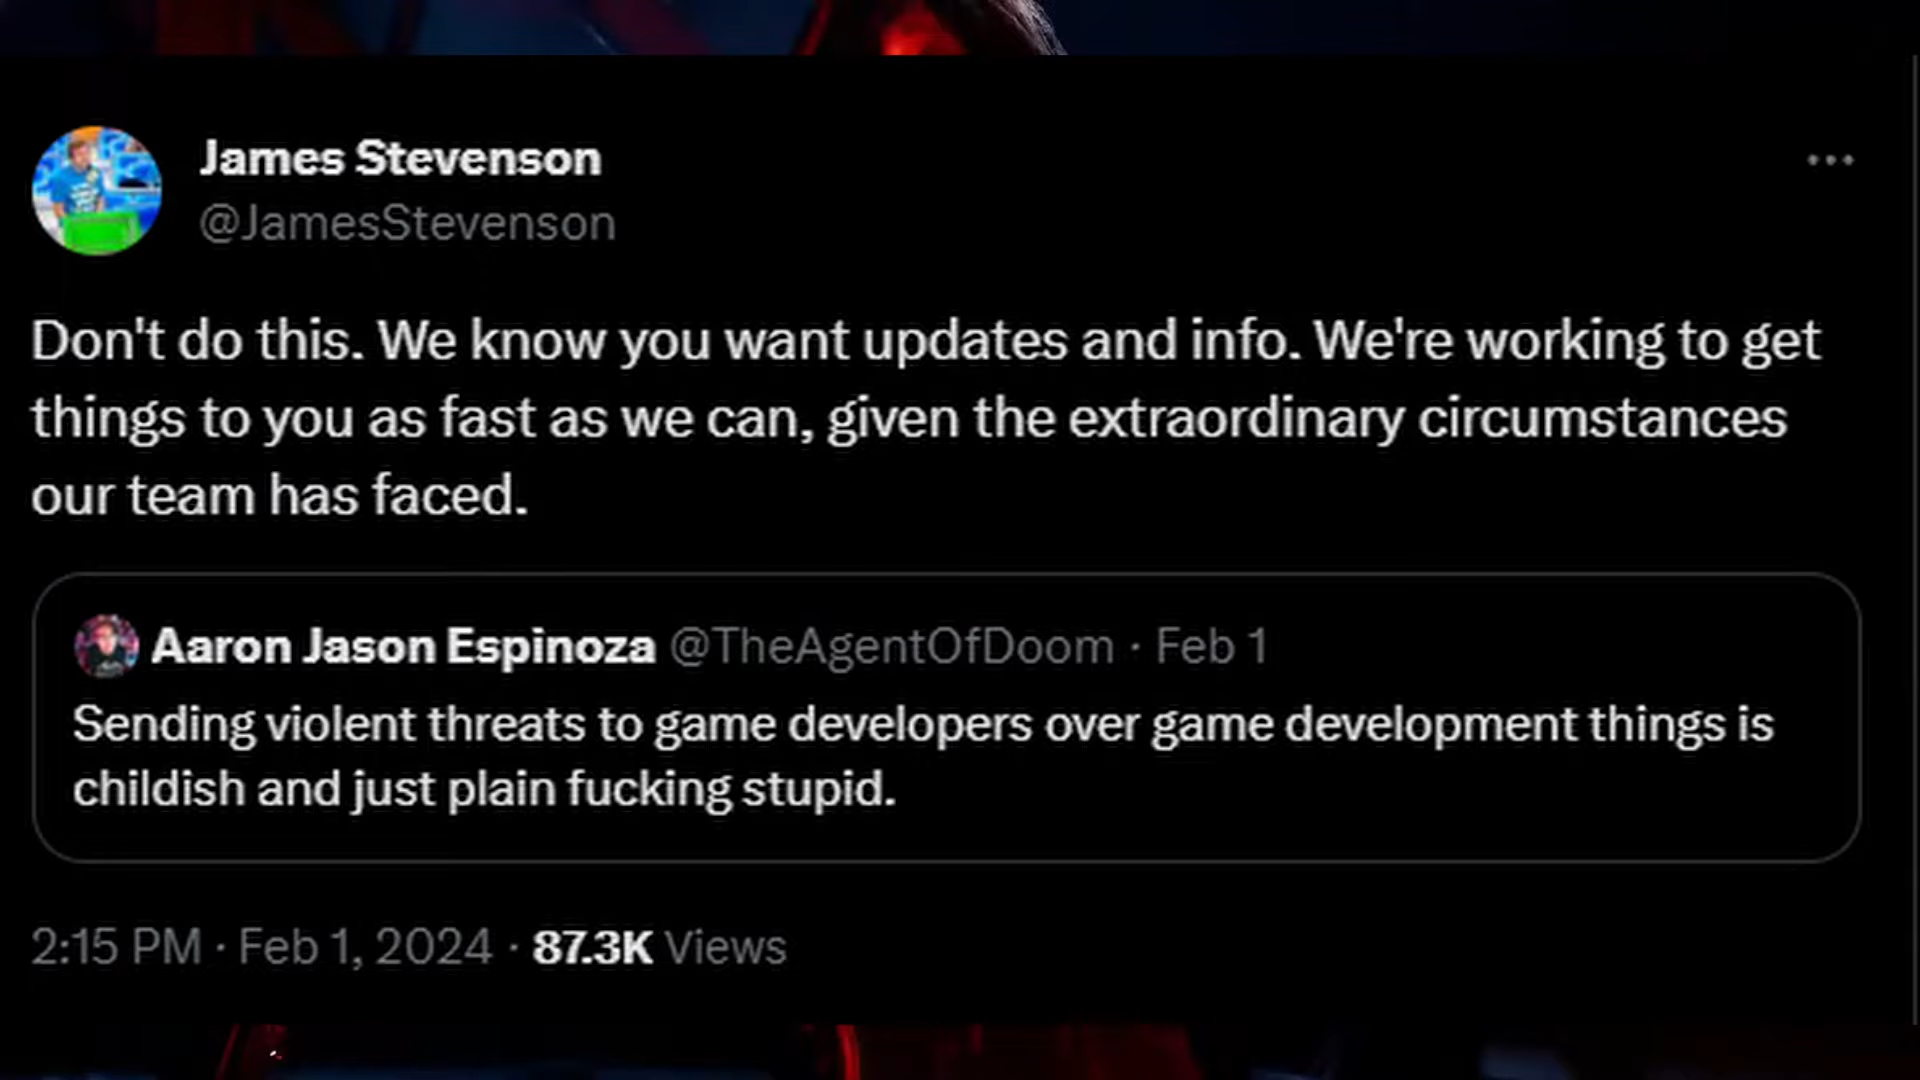 James Stevenson
@JamesStevenson
Don't do this. We know you want updates and info. We're working to get
things to you as fast as we can, given the extraordinary circumstances
our team has faced.
Aaron Jason Espinoza @TheAgentOfDoom · Feb 1
Sending violent threats to game developers over game development things is
childish and just plain fucking stupid.
2:15 PM · Feb 1, 2024 · 87.3K Views